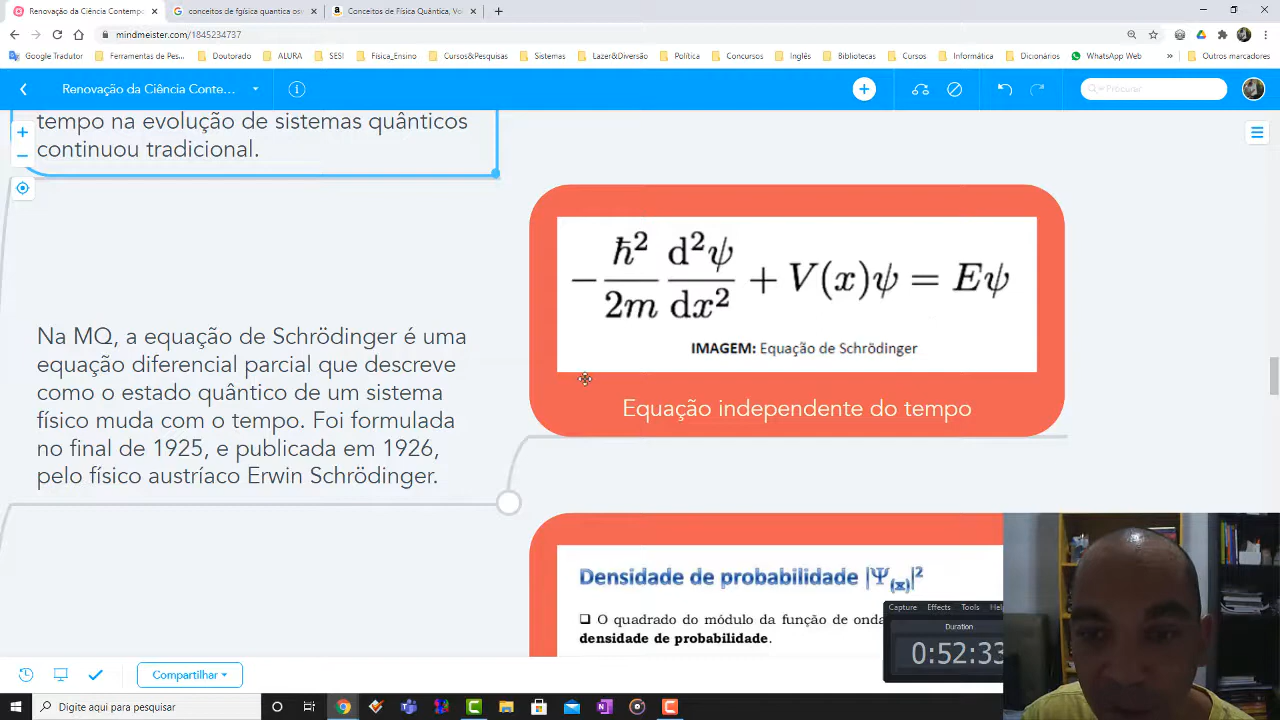 Renovação da Ciência Contempo
conceitos de fgísica quantica os
Conceitos de Física Quântica, Vo
mindmeister.com/1845234737
Google Tradutor
Ferramentas de Pes...
Doutorado
ALURA
SESI
Física_Ensino
Cursos&Pesquisas
Sistemas
Lazer&Diversão
Política
Concursos
Inglês
Bibliotecas
Cursos
Informática
Dicionários
WhatsApp Web
Outros marcadores
Renovação da Ciência Conte...
Procurar
tempo na evolução de sistemas quânticos
continuou tradicional.
-ħ²/2m d²ψ/dx² + V(x)ψ = Eψ
IMAGEM: Equação de Schrödinger
Equação independente do tempo
Na MQ, a equação de Schrödinger é uma
equação diferencial parcial que descreve
como o estado quântico de um sistema
físico muda com o tempo. Foi formulada
no final de 1925, e publicada em 1926,
pelo físico austríaco Erwin Schrödinger.
Densidade de probabilidade |Ψ(x)|²
❑ O quadrado do módulo da função de onda
densidade de probabilidade.
Capture Effects Tools Hel
Duration
0:52:33
Compartilhar
Digite aqui para pesquisar